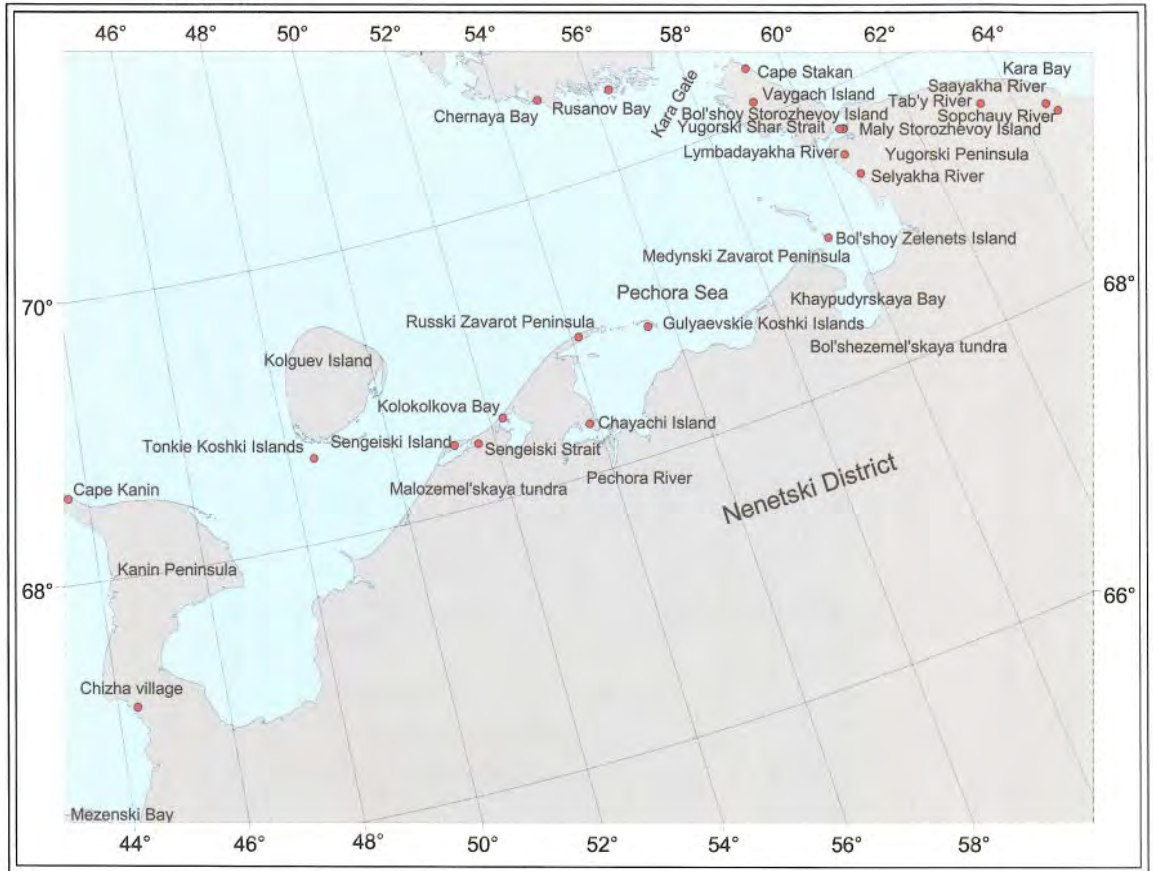 46° 48° 50° 52° 54° 56° 58° 60° 62° 64°
Kara Bay
Cape Stakan
Saayakha River
Vaygach Island
Tab'y River
Rusanov Bay
Chernaya Bay
Kara Gate
Bol'shoy Storozhevoy Island
Sopchauy River
Yugorski Shar Strait
Maly Storozhevoy Island
Lymbadayakha River
Yugorski Peninsula
Selyakha River
Bol'shoy Zelenets Island
Medynski Zavarot Peninsula
68°
Pechora Sea
70°
Khaypudyrskaya Bay
Russki Zavarot Peninsula
Gulyaevskie Koshki Islands
Bol'shezemel'skaya tundra
Kolguev Island
Kolokolkova Bay
Chayachi Island
Tonkie Koshki Islands
Sengeiski Island
Sengeiski Strait
Pechora River
Cape Kanin
Malozemel'skaya tundra
Nenetski District
Kanin Peninsula
68°
66°
Chizha village
Mezenski Bay
44° 46° 48° 50° 52° 54° 56° 58°